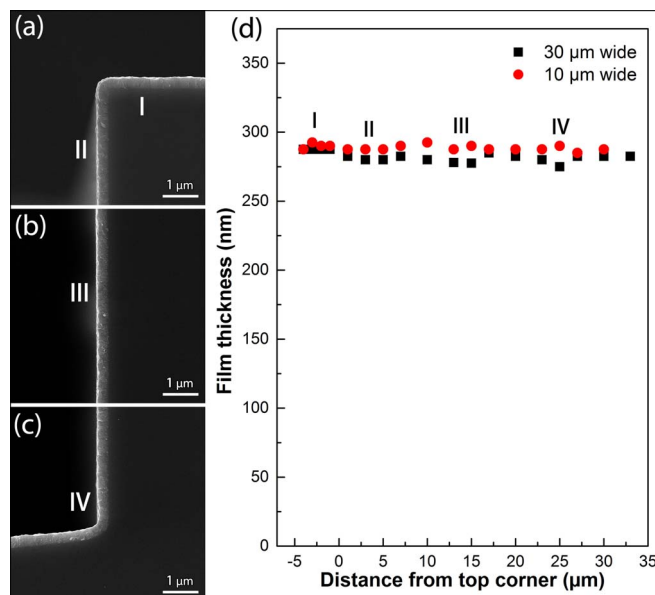 (a)
I
II
1 µm
(b)
III
1 µm
(c)
IV
1 µm
(d)
30 µm wide
10 µm wide
I
II
III
IV
350
300
250
200
150
100
50
0
Film thickness (nm)
-5 0 5 10 15 20 25 30 35
Distance from top corner (µm)